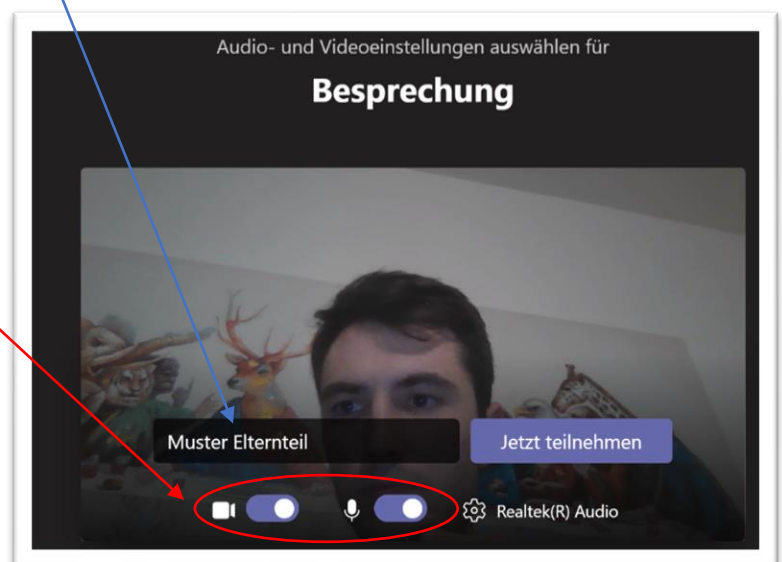 Audio- und Videoeinstellungen auswählen für
Besprechung
Muster Elternteil
Jetzt teilnehmen
Realtek(R) Audio